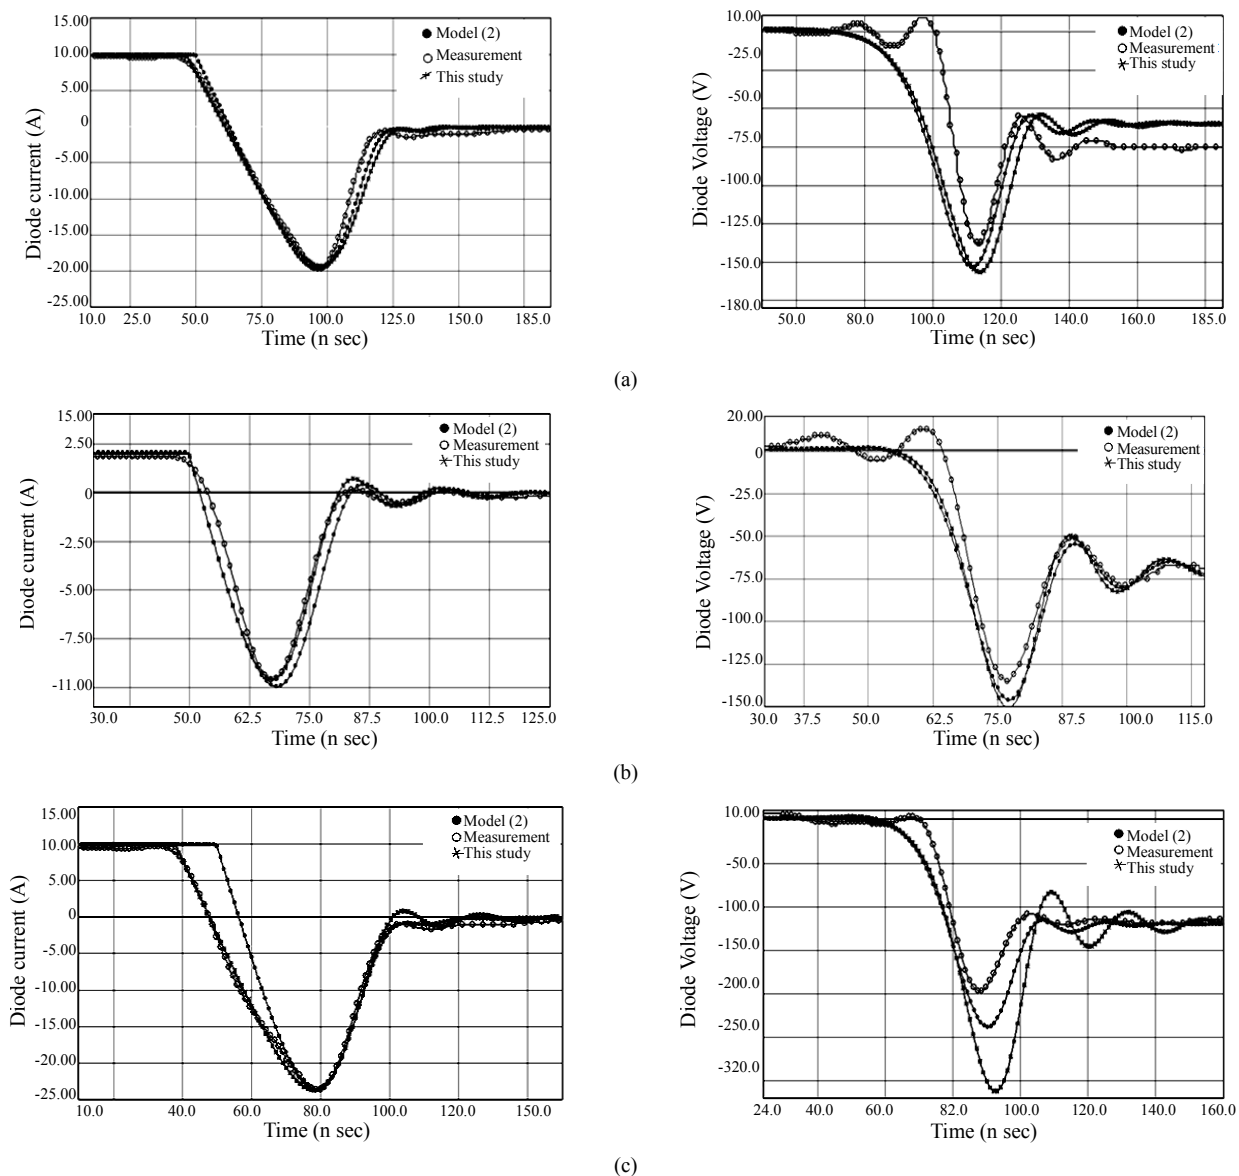 15.00
10.00
5.00
0
-5.00
-10.00
-15.00
-20.00
-25.00
Diode current (A)
Model (2)
Measurement
This study
10.0 25.0 50.0 75.0 100.0 125.0 150.0 185.0
Time (n sec)
10.00
-25.0
-50.0
-75.0
-100.0
-125.0
-150.0
-180.0
Diode Voltage (V)
Model (2)
Measurement
This study
50.0 80.0 100.0 120.0 140.0 160.0 185.0
Time (n sec)
(a)
15.00
2.50
0
-2.50
-5.00
-7.50
-11.00
Diode current (A)
Model (2)
Measurement
This study
30.0 50.0 62.5 75.0 87.5 100.0 112.5 125.0
Time (n sec)
20.00
0
-25.0
-50.0
-75.0
-100.0
-125.0
-150.0
Diode Voltage (V)
Model (2)
Measurement
This study
30.0 37.5 50.0 62.5 75.0 87.5 100.0 115.0
Time (n sec)
(b)
15.00
10.00
5.00
0
-5.00
-10.00
-15.00
-20.00
-25.00
Diode current (A)
Model (2)
Measurement
This study
10.0 40.0 60.0 80.0 100.0 120.0 140.0 160.0
Time (n sec)
10.00
-50.0
-100.0
-150.0
-200.0
-250.0
-320.0
Diode Voltage (V)
Model (2)
Measurement
This study
24.0 40.0 60.0 82.0 100.0 120.0 140.0 160.0
Time (n sec)
(c)